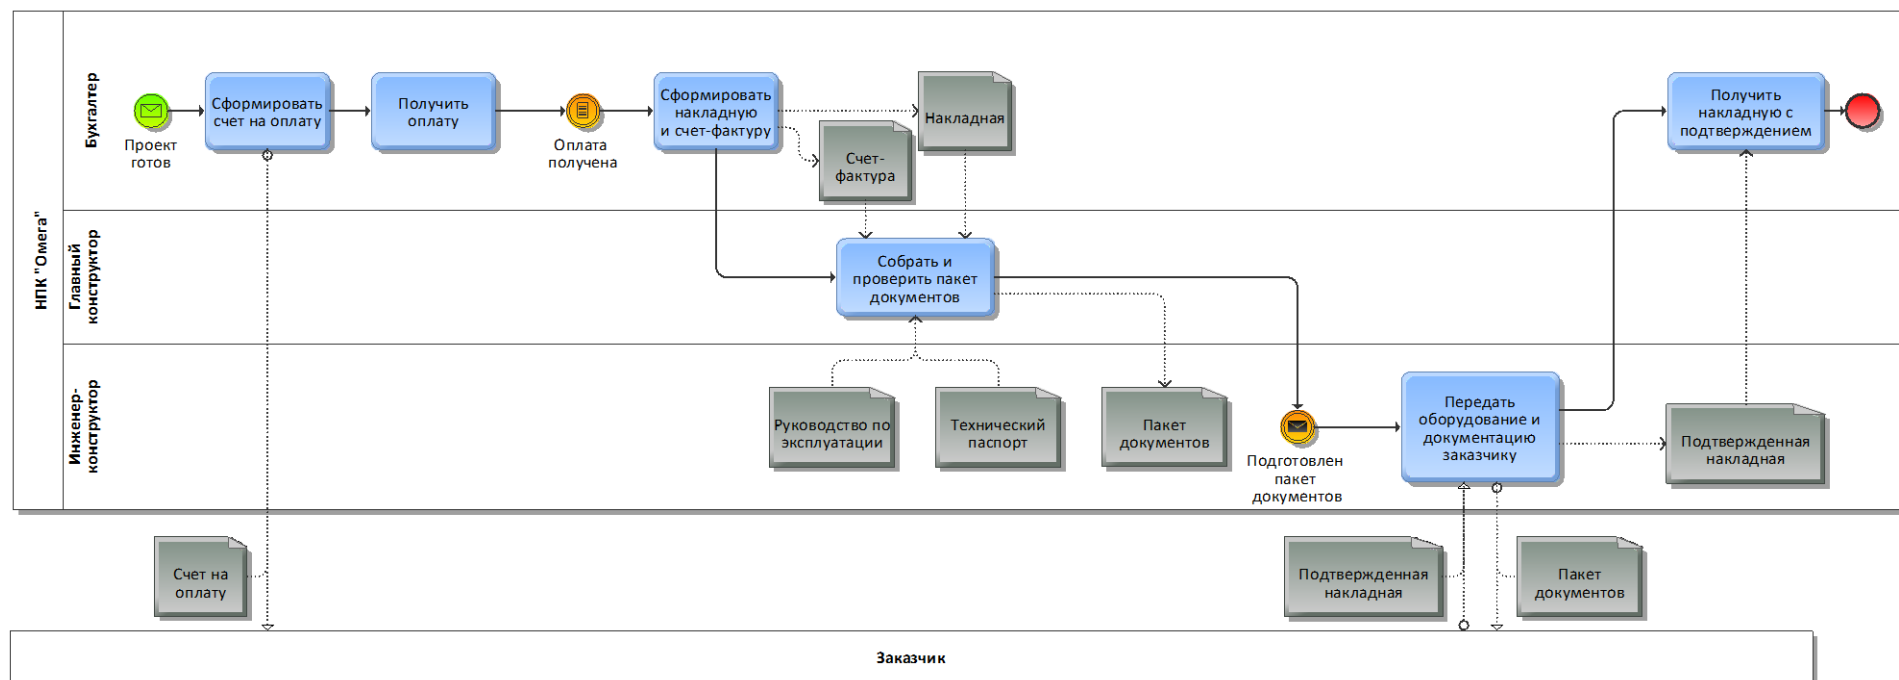 НПК "Омега"
Бухгалтер
Проект
готов
Сформировать
счет на оплату
Получить
оплату
Оплата
получена
Сформировать
накладную
и счет-фактуру
Счет-
фактура
Накладная
Получить
накладную с
подтверждением
Главный
конструктор
Собрать и
проверить пакет
документов
Инженер-
конструктор
Руководство по
эксплуатации
Технический
паспорт
Пакет
документов
Подготовлен
пакет
документов
Передать
оборудование и
документацию
заказчику
Подтвержденная
накладная
Счет на
оплату
Подтвержденная
накладная
Пакет
документов
Заказчик